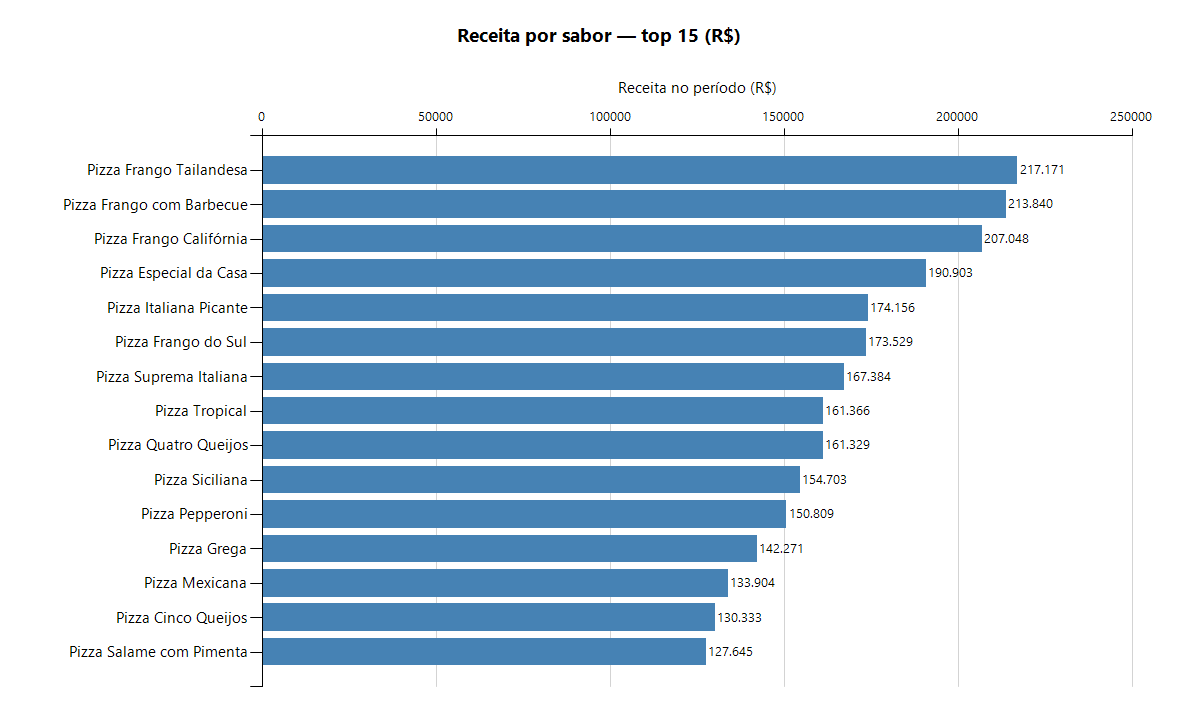 Receita por sabor — top 15 (R$)
Receita no período (R$)
0 50000 100000 150000 200000 250000
Pizza Frango Tailandesa 217.171
Pizza Frango com Barbecue 213.840
Pizza Frango Califórnia 207.048
Pizza Especial da Casa 190.903
Pizza Italiana Picante 174.156
Pizza Frango do Sul 173.529
Pizza Suprema Italiana 167.384
Pizza Tropical 161.366
Pizza Quatro Queijos 161.329
Pizza Siciliana 154.703
Pizza Pepperoni 150.809
Pizza Grega 142.271
Pizza Mexicana 133.904
Pizza Cinco Queijos 130.333
Pizza Salame com Pimenta 127.645